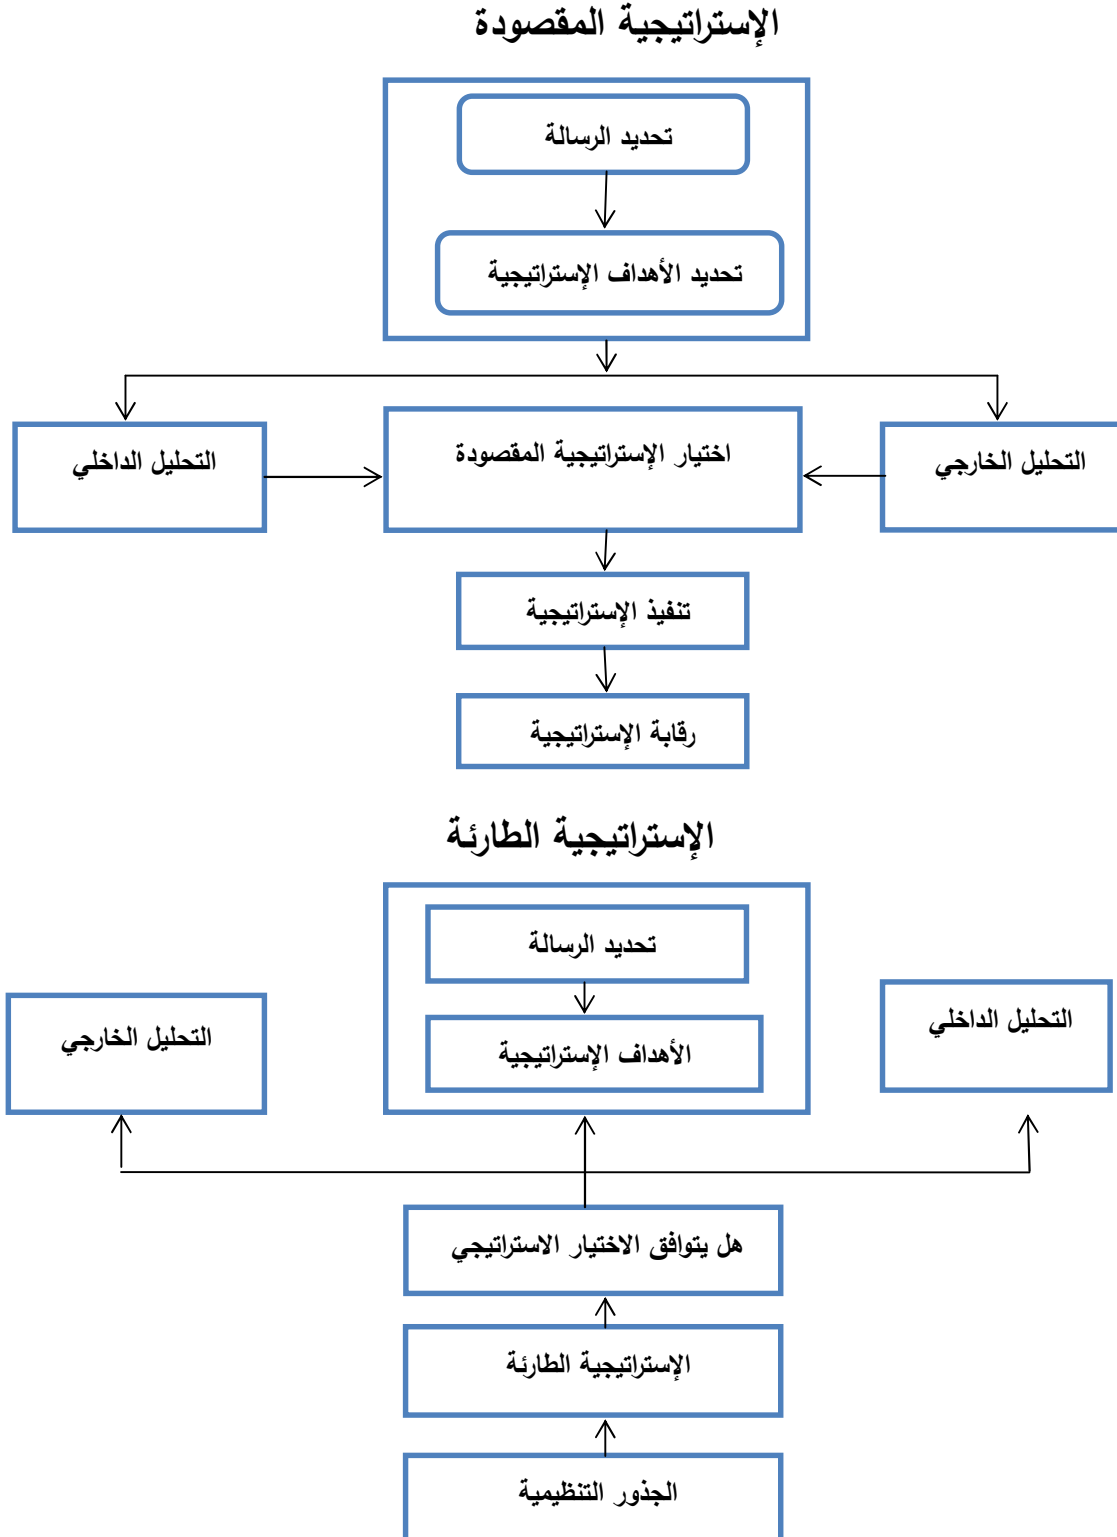 الإستراتيجية المقصودة
تحديد الرسالة
تحديد الأهداف الإستراتيجية
التحليل الخارجي
اختيار الإستراتيجية المقصودة
التحليل الداخلي
تنفيذ الإستراتيجية
رقابة الإستراتيجية
الإستراتيجية الطارئة
تحديد الرسالة
التحليل الداخلي
الأهداف الإستراتيجية
التحليل الخارجي
هل يتوافق الاختيار الاستراتيجي
الإستراتيجية الطارئة
الجذور التنظيمية